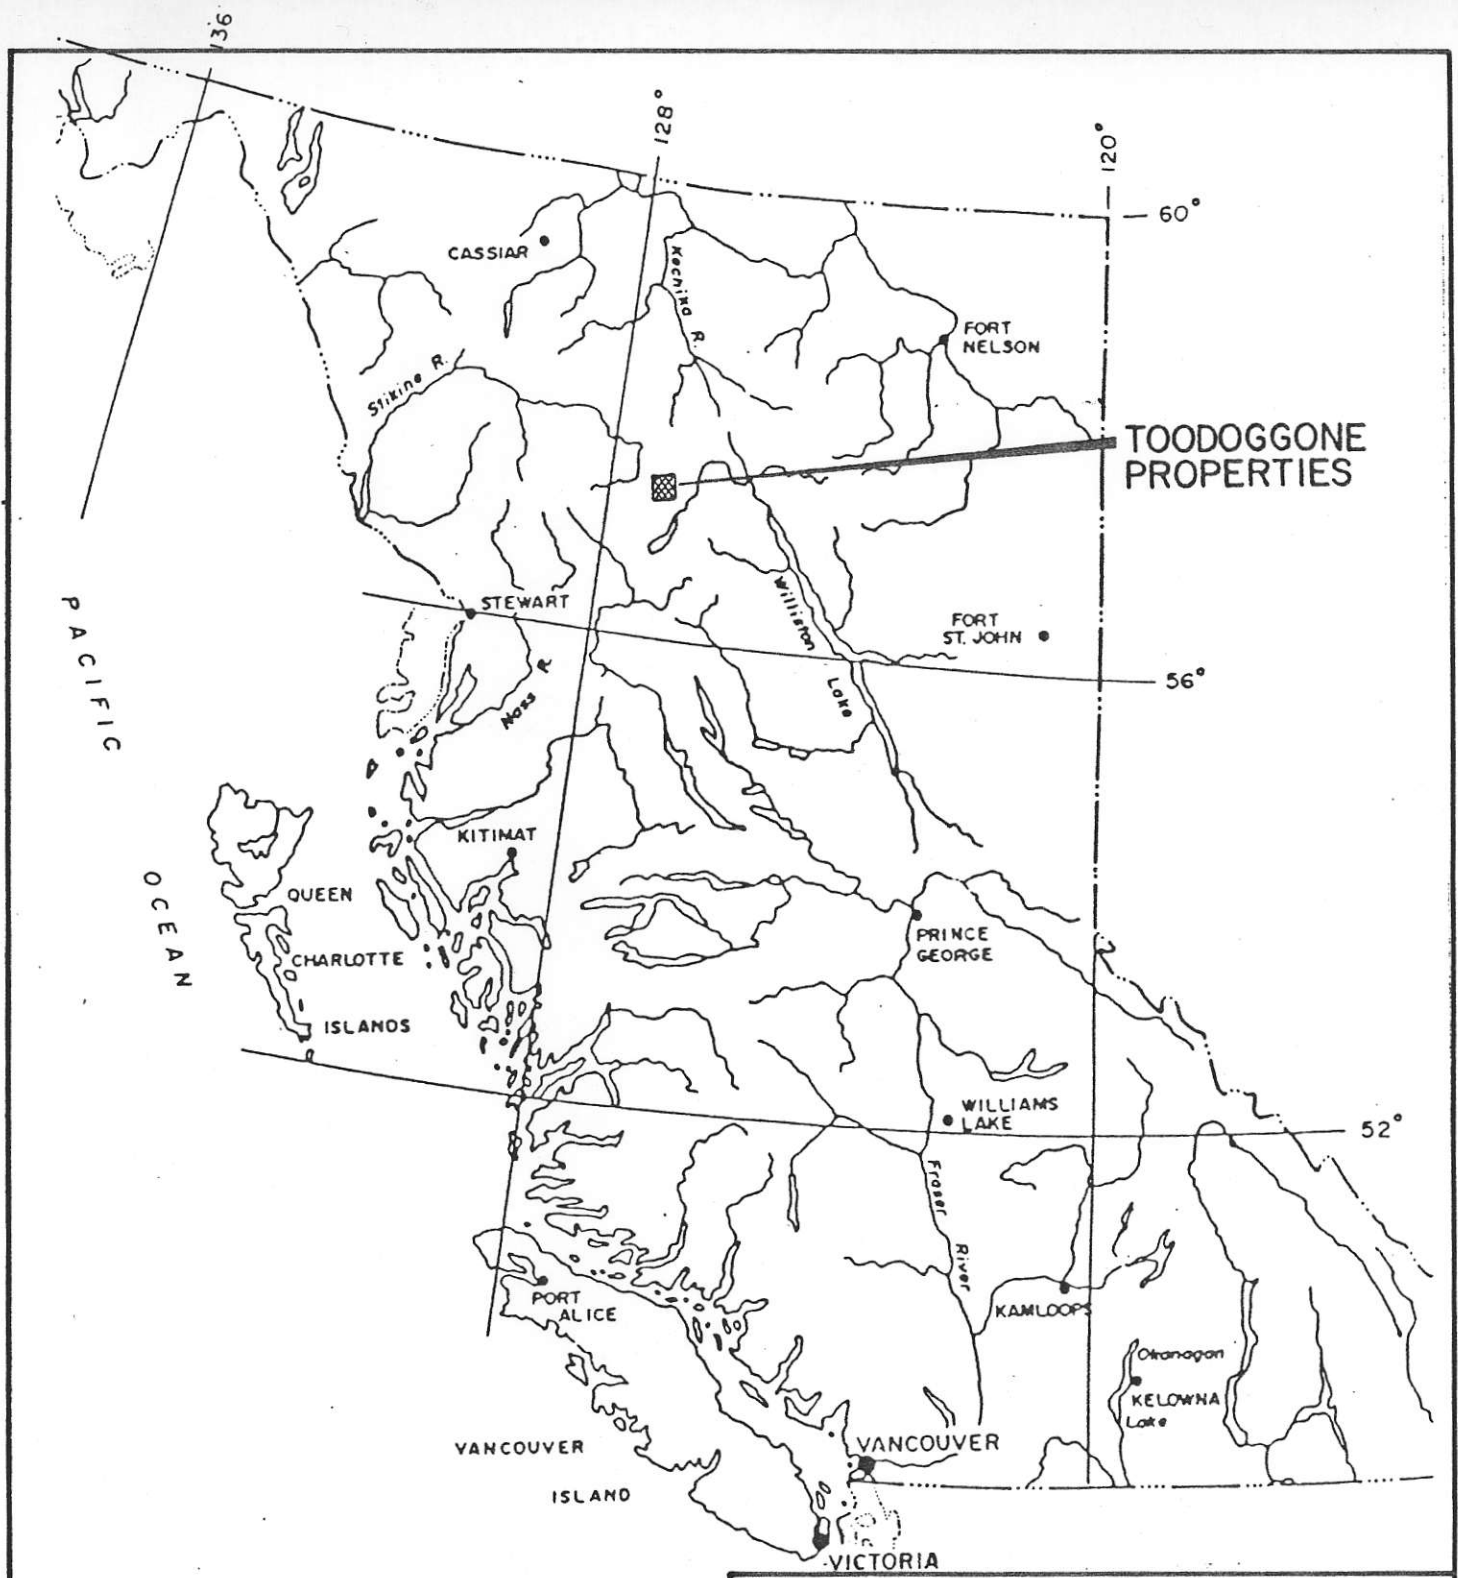 136
128°
120°
60°
CASSIAR
Kechika R.
FORT
NELSON
Stikine R.
TOODOGGONE
PROPERTIES
STEWART
FORT
ST. JOHN
Williston
Lake
56°
Nass R
PACIFIC
OCEAN
KITIMAT
QUEEN
CHARLOTTE
ISLANDS
PRINCE
GEORGE
WILLIAMS
LAKE
52°
Fraser
River
PORT
ALICE
KAMLOOPS
Okanagan
KELOWNA
Lake
VANCOUVER
VANCOUVER
ISLAND
VICTORIA